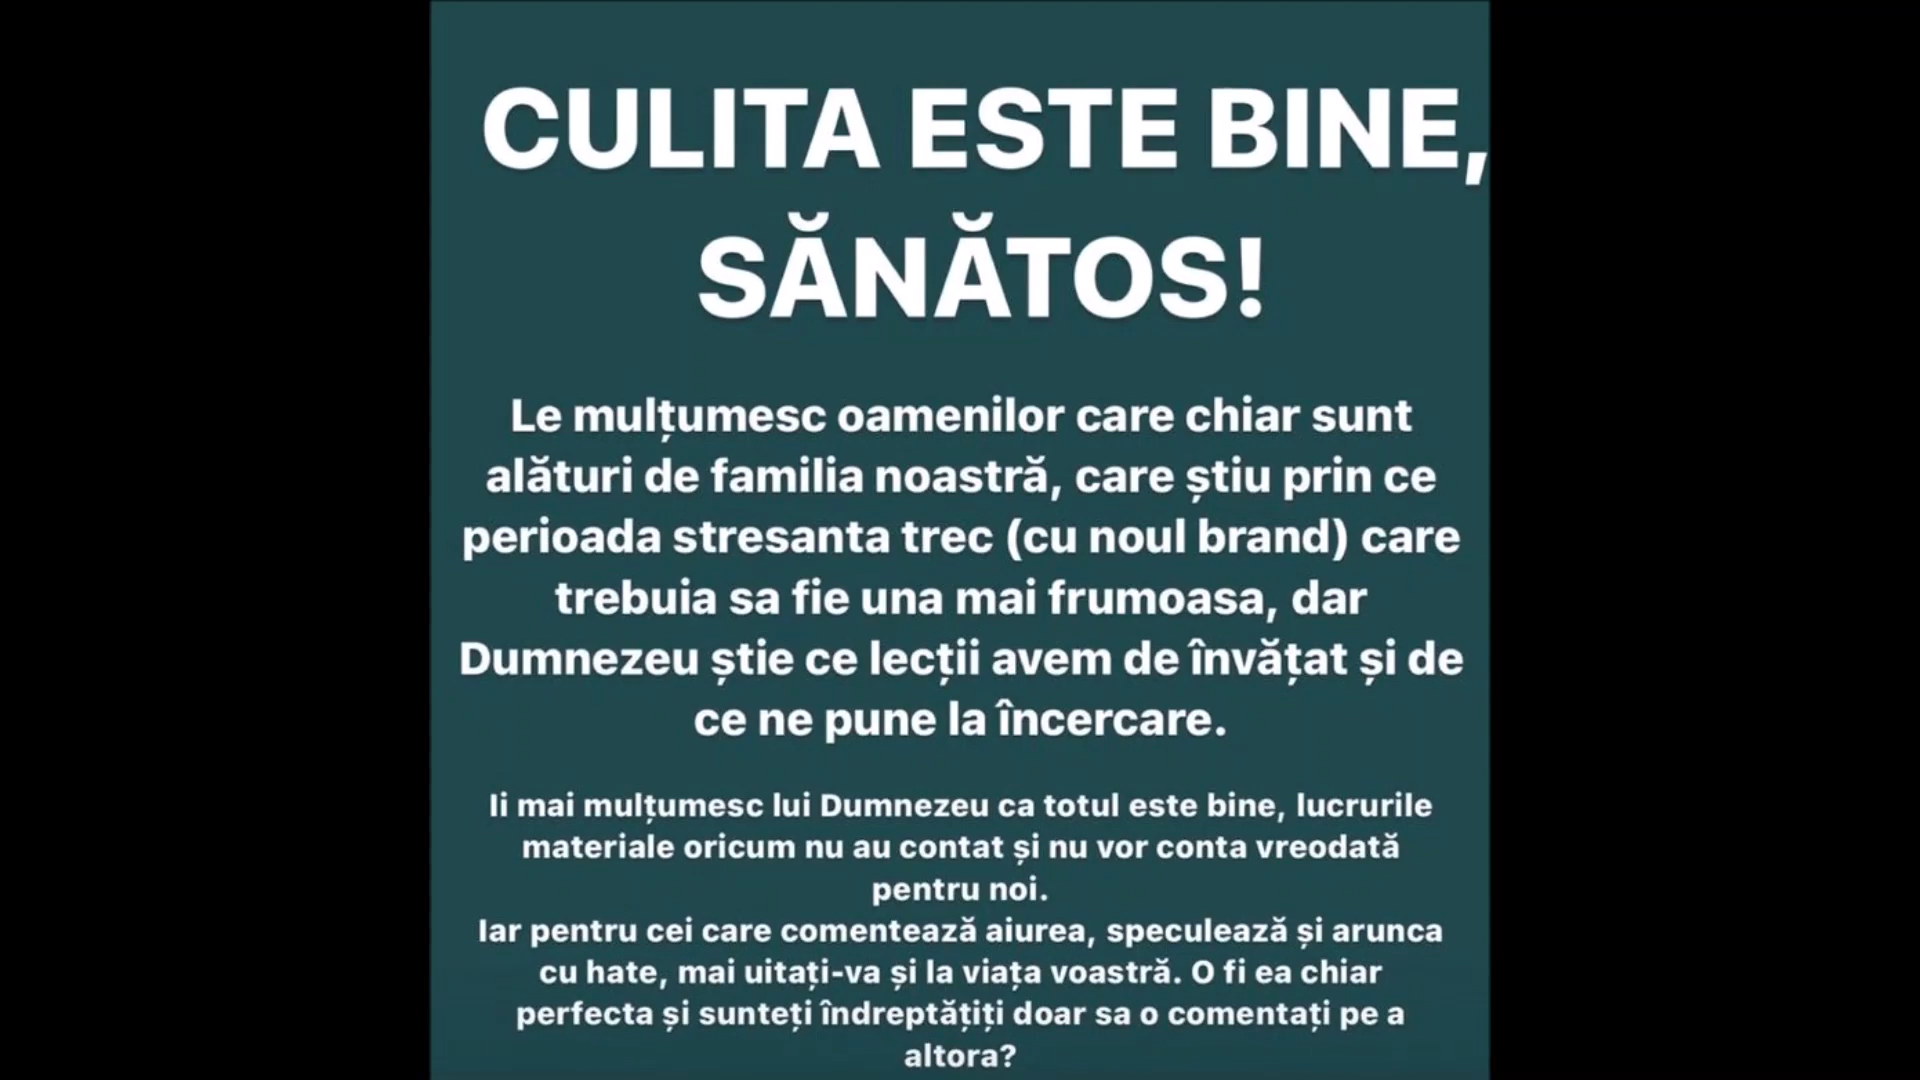 CULITA ESTE BINE,
SĂNĂTOS!
Le mulțumesc oamenilor care chiar sunt
alături de familia noastră, care știu prin ce
perioada stresanta trec (cu noul brand) care
trebuia sa fie una mai frumoasa, dar
Dumnezeu știe ce lecții avem de învățat și de
ce ne pune la încercare.
Ii mai mulțumesc lui Dumnezeu ca totul este bine, lucrurile
materiale oricum nu au contat și nu vor conta vreodată
pentru noi.
Iar pentru cei care comentează aiurea, speculează și arunca
cu hate, mai uitați-va și la viața voastră. O fi ea chiar
perfecta și sunteți îndreptățiți doar sa o comentați pe a
altora?